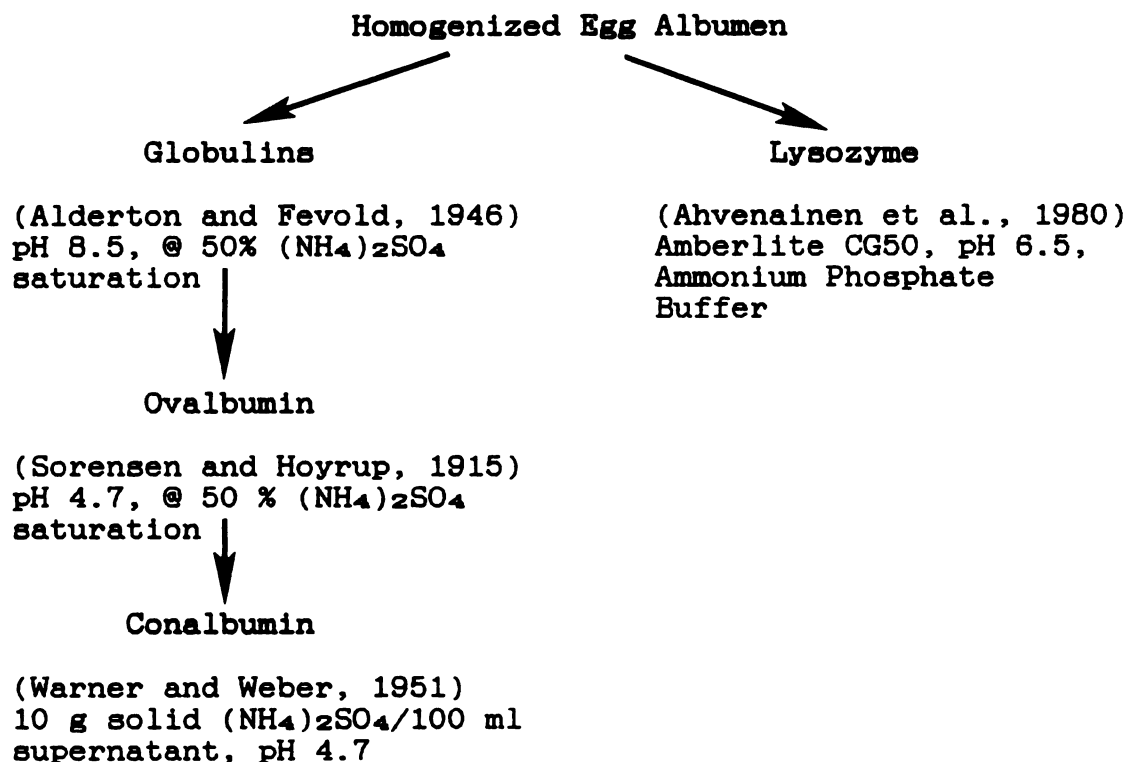 Homogenized Egg Albumen
Globulins
(Alderton and Fevold, 1946)
pH 8.5, @ 50% (NH₄)₂SO₄
saturation
Lysozyme
(Ahvenainen et al., 1980)
Amberlite CG50, pH 6.5,
Ammonium Phosphate
Buffer
Ovalbumin
(Sorensen and Hoyrup, 1915)
pH 4.7, @ 50 % (NH₄)₂SO₄
saturation
Conalbumin
(Warner and Weber, 1951)
10 g solid (NH₄)₂SO₄/100 ml
supernatant, pH 4.7